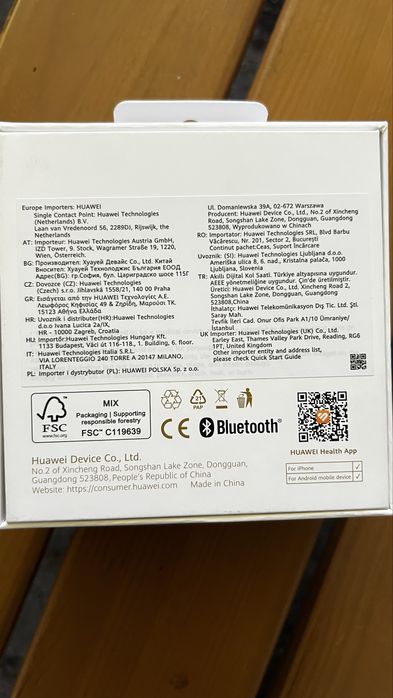 Europe Importers: HUAWEI
Single Contact Point: Huawei Technologies
(Netherlands) B.V.
Laan van Vredenoord 56, 2289DJ, Rijswijk, the
Netherlands
AT: Importeur: Huawei Technologies Austria GmbH,
IZD Tower, 9. Stock, Wagramer Straße 19, 1220,
Wien, Österreich.
BG: Производител: Хуауей Девайс Ко., Лтд. Китай
Вносител: Хуауей Технолоджис България ЕООД
Адрес(BG): гр.София, бул. Цариградско шосе 115Г
CZ: Dovozce (CZ): Huawei Technologies
(Czech) s.r.o. Jihlavská 1558/21, 140 00 Praha
GR: Εισάγεται από την HUAWEI Τεχνολογίες Α.Ε.
Λεωφόρος Κηφισίας 49 & Ζηρίδη, Μαρούσι ΤΚ.
15123 Αθήνα Ελλάδα
HR: Uvoznik i distributer(HR):Huawei Technologies
d.o.o Ivana Lucica 2a/IX,
HR - 10000 Zagreb, Croatia
HU: Importőr:Huawei Technologies Hungary Kft.
1133 Budapest, Váci út 116-118., 1. Building, 6. floor.
IT: Huawei Technologies Italia S.R.L.
VIA LORENTEGGIO 240 TORRE A 20147 MILANO,
ITALY
PL: Importer i dystrybutor (PL): HUAWEI POLSKA Sp. z o.o.
Ul. Domaniewska 39A, 02-672 Warszawa
Producent: Huawei Device Co., Ltd., No.2 of Xincheng
Road, Songshan Lake Zone, Dongguan, Guangdong
523808, Wyprodukowano w Chinach
RO: Importator: Huawei Technologies SRL, Blvd Barbu
Văcărescu, Nr. 201, Sector 2, București
Continut pachet:Ceas, Suport încărcare
Uvoznik: (SI): Huawei Technologies Ljubljana d.o.o.
Ameriška ulica 8, 6. nad., Kristalna palača, 1000
Ljubljana, Slovenia
TR: Akıllı Dijital Kol Saati. Türkiye altyapısına uygundur.
AEEE yönetmeliğine uygundur. Çin'de üretilmiştir.
Üretici: Huawei Device Co., Ltd. No.2 of Xincheng
Road, Songshan Lake Zone, Dongguan, Guangdong
523808,China
İthalatçı: Huawei Telekomünikasyon Dış Tic. Ltd. Şti.
Saray Mah.
Tevfik İleri Cad. Onur Ofis Park A1/10 Ümraniye/
İstanbul
UK Importer: Huawei Technologies (UK) Co., Ltd.
Earley East, Thames Valley Park Drive, Reading, RG6
1PT, United Kingdom
Other importer entity and address list,
please check Quick Start Guide
FSC
www.fsc.org
MIX
Packaging | Supporting
responsible forestry
FSC™ C119639
21
PAP
CE
Bluetooth®
HUAWEI Health App
For iPhone ✓
For Android mobile device ✓
Huawei Device Co., Ltd.
No.2 of Xincheng Road, Songshan Lake Zone, Dongguan,
Guangdong 523808,People's Republic of China
Website: https://consumer.huawei.com Made in China